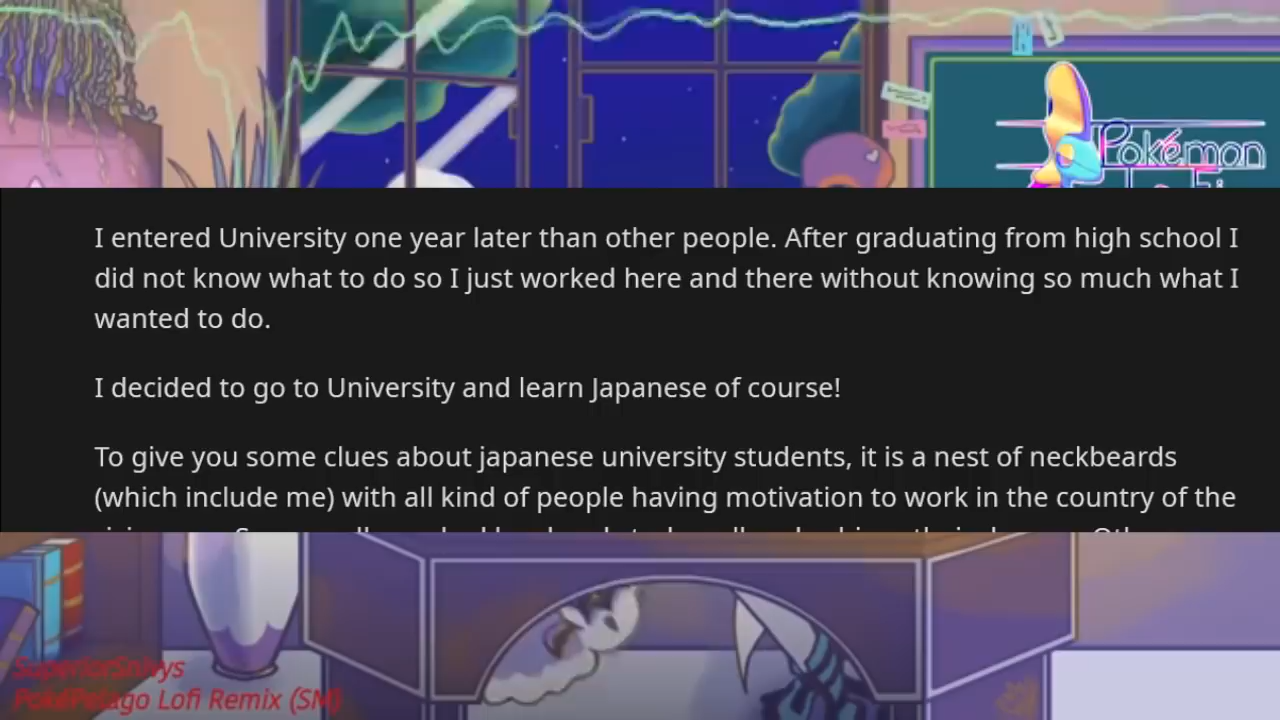 Pokémon
I entered University one year later than other people. After graduating from high school I
did not know what to do so I just worked here and there without knowing so much what I
wanted to do.
I decided to go to University and learn Japanese of course!
To give you some clues about japanese university students, it is a nest of neckbeards
(which include me) with all kind of people having motivation to work in the country of the
SuperiorSnivys
PokéPelago Lofi Remix (SM)